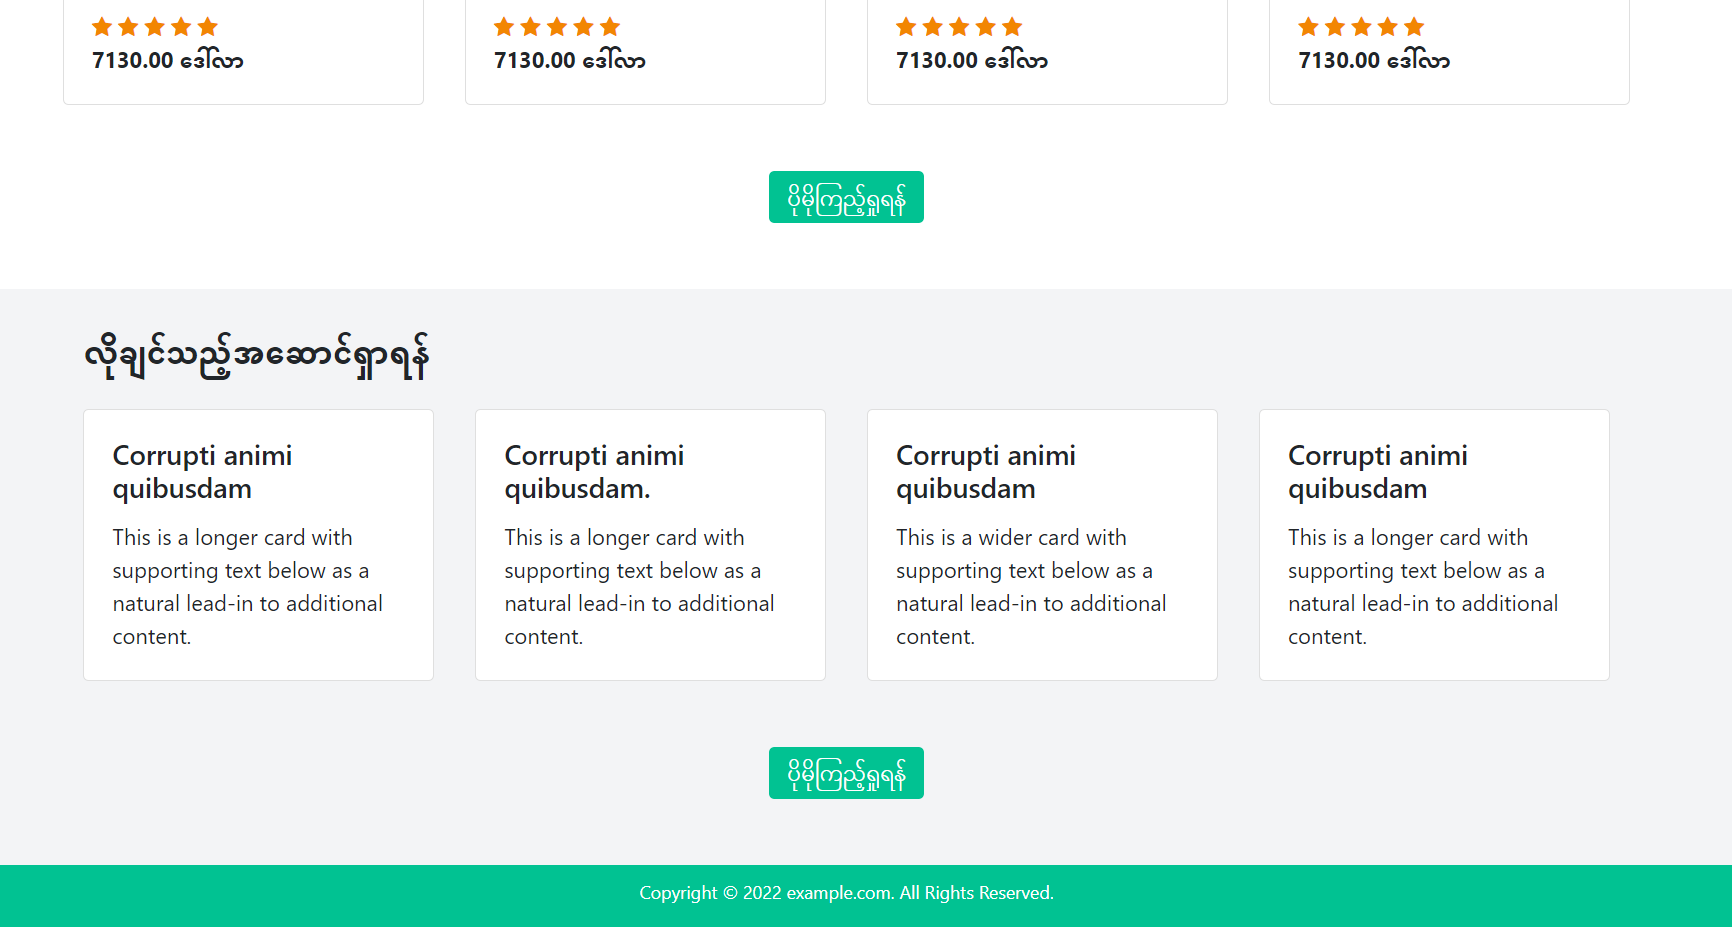 7130.00 ဒေါ်လာ
7130.00 ဒေါ်လာ
7130.00 ဒေါ်လာ
7130.00 ဒေါ်လာ
ပိုမိုကြည့်ရှုရန်
လိုချင်သည့်အဆောင်ရှာရန်
Corrupti animi
quibusdam
This is a longer card with
supporting text below as a
natural lead-in to additional
content.
Corrupti animi
quibusdam.
This is a longer card with
supporting text below as a
natural lead-in to additional
content.
Corrupti animi
quibusdam
This is a wider card with
supporting text below as a
natural lead-in to additional
content.
Corrupti animi
quibusdam
This is a longer card with
supporting text below as a
natural lead-in to additional
content.
ပိုမိုကြည့်ရှုရန်
Copyright © 2022 example.com. All Rights Reserved.